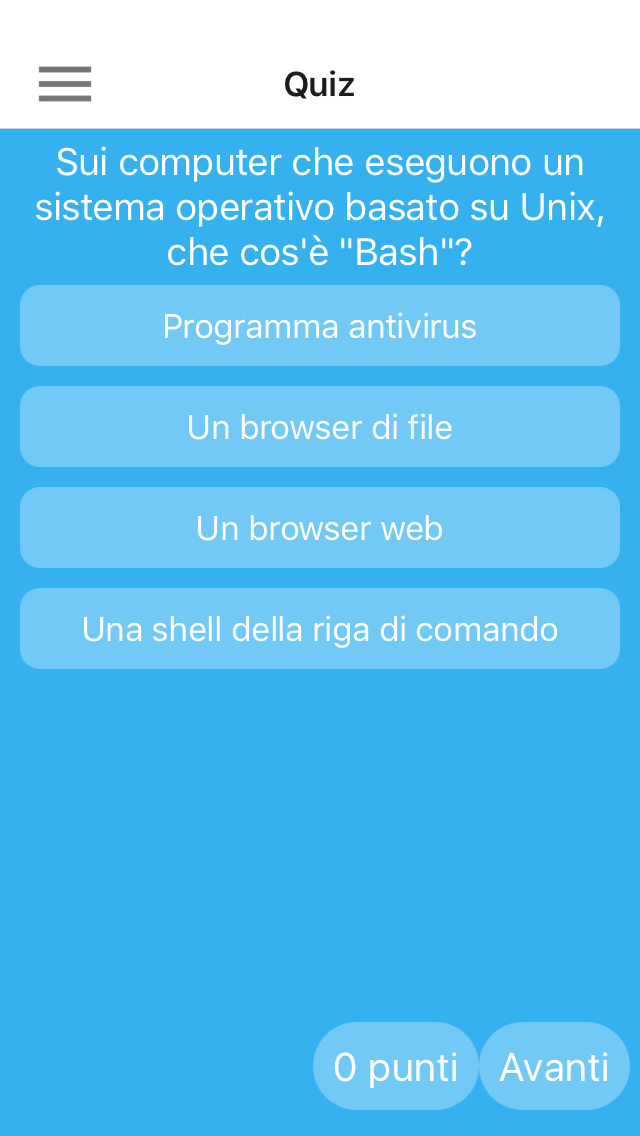 Quiz
Sui computer che eseguono un
sistema operativo basato su Unix,
che cos'è "Bash"?
Programma antivirus
Un browser di file
Un browser web
Una shell della riga di comando
0 punti
Avanti